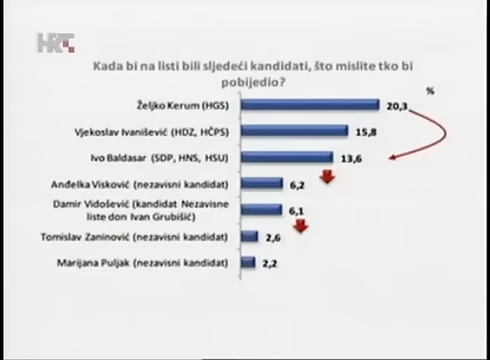 HRT
Kada bi na listi bili sljedeći kandidati, što mislite tko bi
pobijedio?
%
Željko Kerum (HGS) 20,3
Vjekoslav Ivanišević (HDZ, HČPS) 15,8
Ivo Baldasar (SDP, HNS, HSU) 13,6
Anđelka Visković (nezavisni kandidat) 6,2
Damir Vidošević (kandidat Nezavisne
liste don Ivan Grubišić) 6,1
Tomislav Zaninović (nezavisni kandidat) 2,6
Marijana Puljak (nezavisni kandidat) 2,2